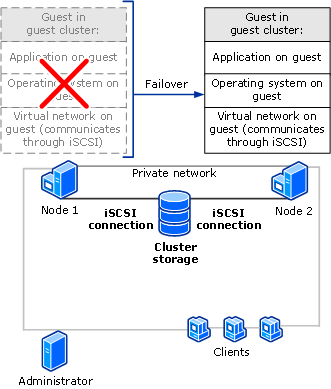 Guest in
guest cluster:
Application on guest
Operating system on
guest
Virtual network on
guest (communicates
through iSCSI)
Failover
Guest in
guest cluster:
Application on guest
Operating system on
guest
Virtual network on
guest (communicates
through iSCSI)
Private network
Node 1
iSCSI
connection
iSCSI
connection
Node 2
Cluster
storage
Clients
Administrator